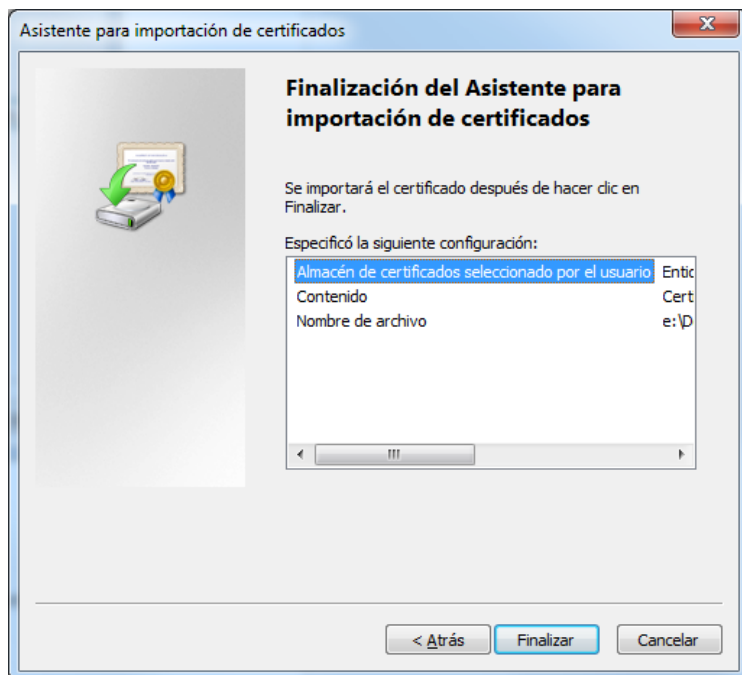 Asistente para importación de certificados
Finalización del Asistente para
importación de certificados
Se importará el certificado después de hacer clic en
Finalizar.
Especificó la siguiente configuración:
Almacén de certificados seleccionado por el usuario Entic
Contenido Cert
Nombre de archivo e:\D
< Atrás Finalizar Cancelar